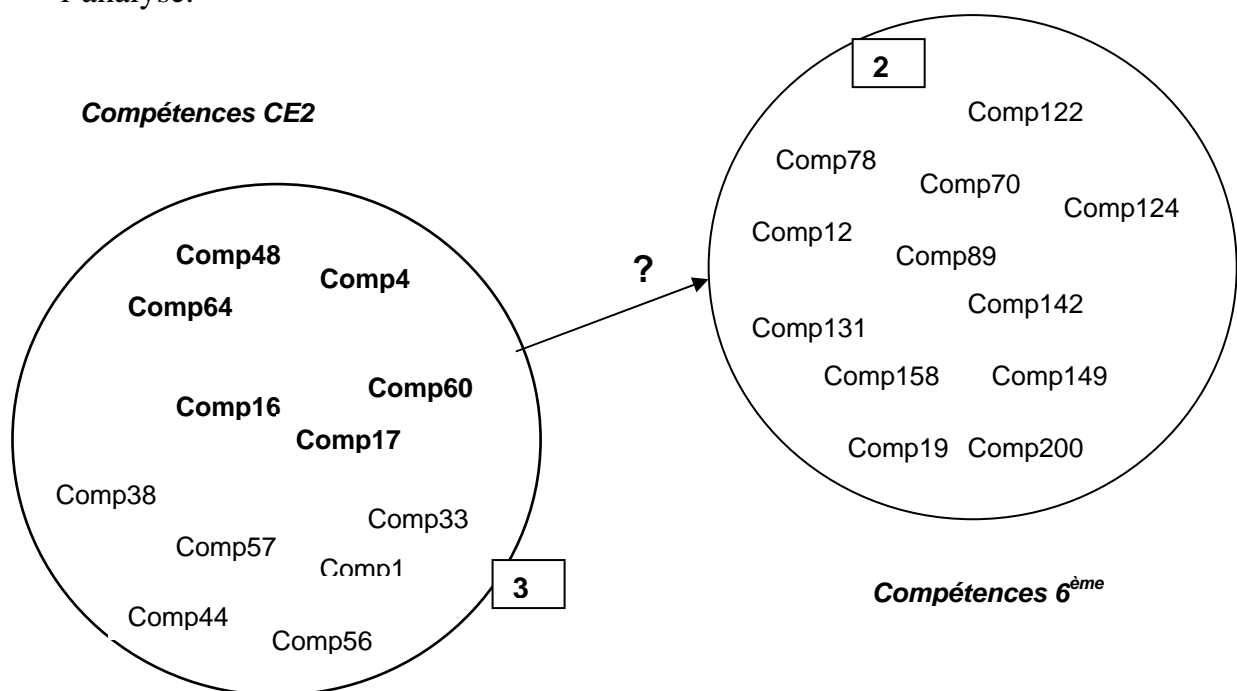 l'analyse.
2
Compétences CE2
Comp122
Comp78
Comp70
Comp124
Comp12
Comp89
Comp48
Comp4
Comp64
?
Comp142
Comp131
Comp158
Comp149
Comp60
Comp16
Comp17
Comp19
Comp200
Comp38
Comp33
Comp57
Comp1
3
Compétences 6ème
Comp44
Comp56